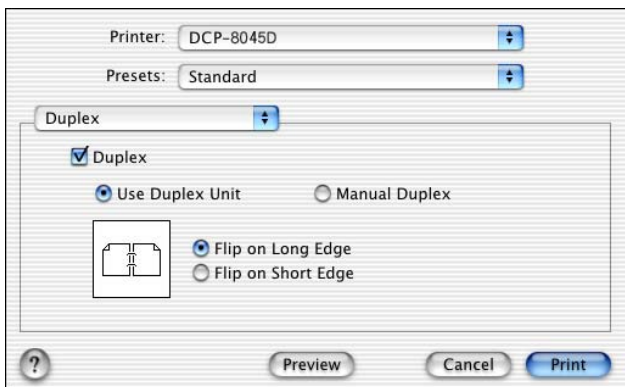 Printer: DCP-8045D
Presets: Standard
Duplex
Duplex
Use Duplex Unit Manual Duplex
Flip on Long Edge
Flip on Short Edge
? Preview Cancel Print